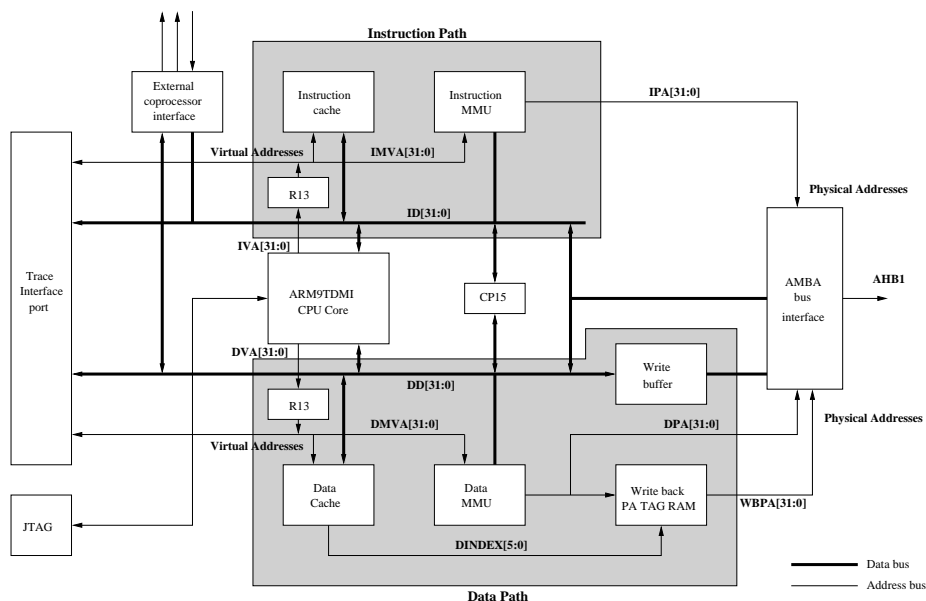 Instruction Path
External
coprocessor
interface
Instruction
cache
Instruction
MMU
IPA[31:0]
Virtual Addresses
IMVA[31:0]
R13
Physical Addresses
ID[31:0]
IVA[31:0]
Trace
Interface
port
ARM9TDMI
CPU Core
CP15
AMBA
bus
interface
AHB1
DVA[31:0]
DD[31:0]
Write
buffer
R13
DMVA[31:0]
DPA[31:0]
Physical Addresses
Virtual Addresses
Data
Cache
Data
MMU
Write back
PA TAG RAM
WBPA[31:0]
JTAG
DINDEX[5:0]
Data bus
Address bus
Data Path